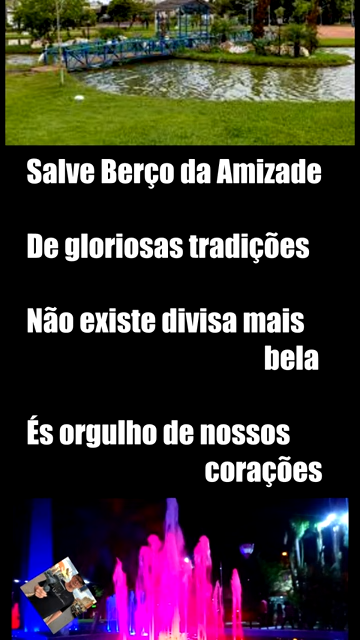 Salve Berço da Amizade
De gloriosas tradições
Não existe divisa mais
bela
És orgulho de nossos
corações